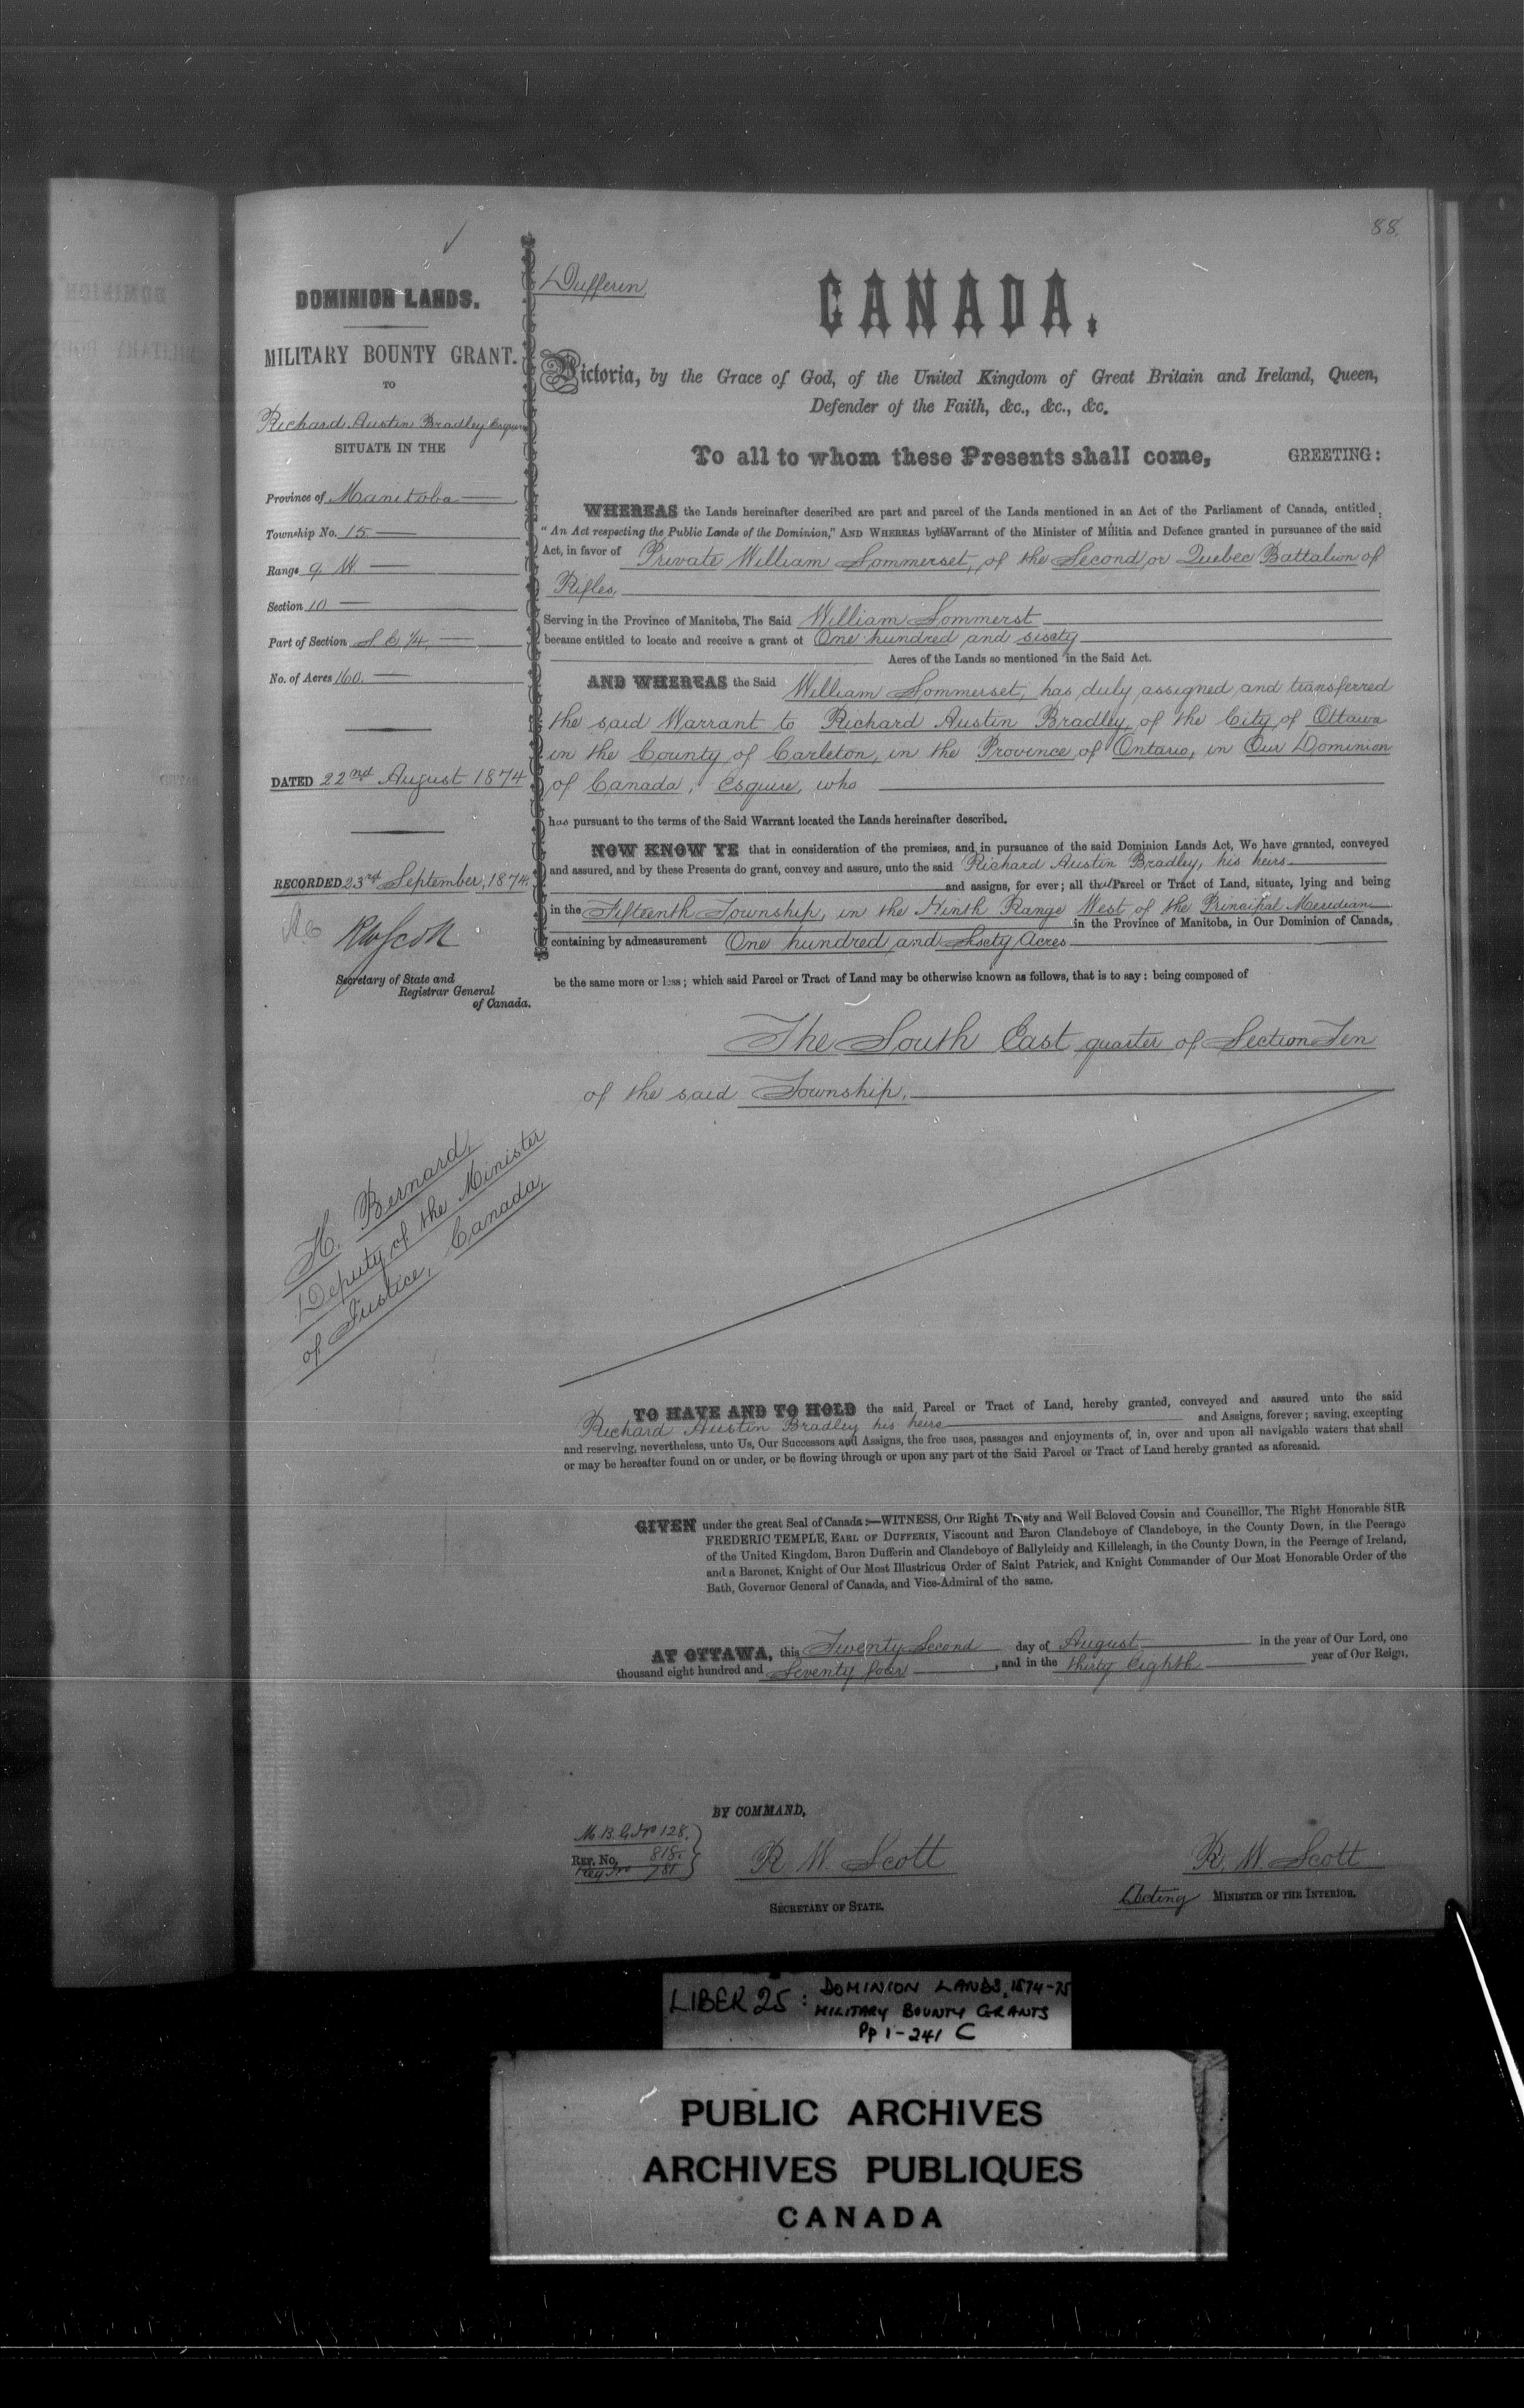 88.
DOMINION LANDS.
MILITARY BOUNTY GRANT.
TO
Richard Austin Bradley Esquire
SITUATE IN THE
Province of Manitoba
Township No. 15
Range 9 W.
Section 10
Part of Section S. E. 1/4
No. of Acres 160.
DATED 22nd August 1874
RECORDED 23rd September, 1874.
RW Scott
Secretary of State and
Registrar General
of Canada.
H. Bernard,
Deputy of the Minister
of Justice, Canada,
Dufferin
CANADA.
Victoria, by the Grace of God, of the United Kingdom of Great Britain and Ireland, Queen,
Defender of the Faith, &c., &c., &c.
To all to whom these Presents shall come, GREETING:
WHEREAS the Lands hereinafter described are part and parcel of the Lands mentioned in an Act of the Parliament of Canada, entitled:
"An Act respecting the Public Lands of the Dominion," AND WHEREAS by the Warrant of the Minister of Militia and Defence granted in pursuance of the said
Act, in favor of Private William Sommerset, of the Second or Quebec Battalion of
Rifles,
Serving in the Province of Manitoba, The Said William Sommerst
became entitled to locate and receive a grant of One hundred and sixty
Acres of the Lands so mentioned in the Said Act.
AND WHEREAS the Said William Sommerset, has duly assigned and transferred
the said Warrant to Richard Austin Bradley, of the City of Ottawa
in the County of Carleton, in the Province of Ontario, in Our Dominion
of Canada, Esquire, who
has pursuant to the terms of the Said Warrant located the Lands hereinafter described.
NOW KNOW YE that in consideration of the premises, and in pursuance of the said Dominion Lands Act, We have granted, conveyed
and assured, and by these Presents do grant, convey and assure, unto the said Richard Austin Bradley, his heirs
and assigns, for ever; all that Parcel or Tract of Land, situate, lying and being
in the Fifteenth Township, in the Ninth Range West of the Principal Meridian
in the Province of Manitoba, in Our Dominion of Canada,
containing by admeasurement One hundred and Sixty Acres
be the same more or less; which said Parcel or Tract of Land may be otherwise known as follows, that is to say: being composed of
The South East quarter of Section Ten
of the said Township.
TO HAVE AND TO HOLD the said Parcel or Tract of Land, hereby granted, conveyed and assured unto the said
Richard Austin Bradley his heirs and Assigns, forever; saving, excepting
and reserving, nevertheless, unto Us, Our Successors and Assigns, the free uses, passages and enjoyments of, in, over and upon all navigable waters that shall
or may be hereafter found on or under, or be flowing through or upon any part of the Said Parcel or Tract of Land hereby granted as aforesaid.
GIVEN under the great Seal of Canada:—WITNESS, Our Right Trusty and Well Beloved Cousin and Councillor, The Right Honorable SIR
FREDERIC TEMPLE, EARL OF DUFFERIN, Viscount and Baron Clandeboye of Clandeboye, in the County Down, in the Peerage
of the United Kingdom, Baron Dufferin and Clandeboye of Ballyleidy and Killeleagh, in the County Down, in the Peerage of Ireland,
and a Baronet, Knight of Our Most Illustrious Order of Saint Patrick, and Knight Commander of Our Most Honorable Order of the
Bath, Governor General of Canada, and Vice-Admiral of the same.
AT OTTAWA, this Twenty Second day of August in the year of Our Lord, one
thousand eight hundred and Seventy four, and in the thirty eighth year of Our Reign.
BY COMMAND,
M. B. G. No 128.
REF. No. 818.
Reg No 781
R. W. Scott
SECRETARY OF STATE.
R. W. Scott
Acting MINISTER OF THE INTERIOR.
LIBER 25: DOMINION LANDS, 1874-75
MILITARY BOUNTY GRANTS
Pp 1-241 C
PUBLIC ARCHIVES
ARCHIVES PUBLIQUES
CANADA